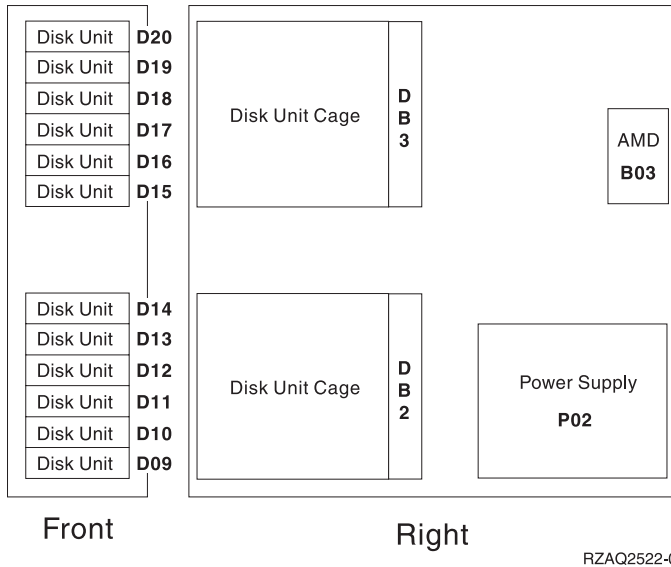 Disk Unit D20
Disk Unit D19
Disk Unit D18
Disk Unit D17
Disk Unit D16
Disk Unit D15
Disk Unit D14
Disk Unit D13
Disk Unit D12
Disk Unit D11
Disk Unit D10
Disk Unit D09
Front
Disk Unit Cage
D
B
3
AMD
B03
Disk Unit Cage
D
B
2
Power Supply
P02
Right
RZAQ2522-0